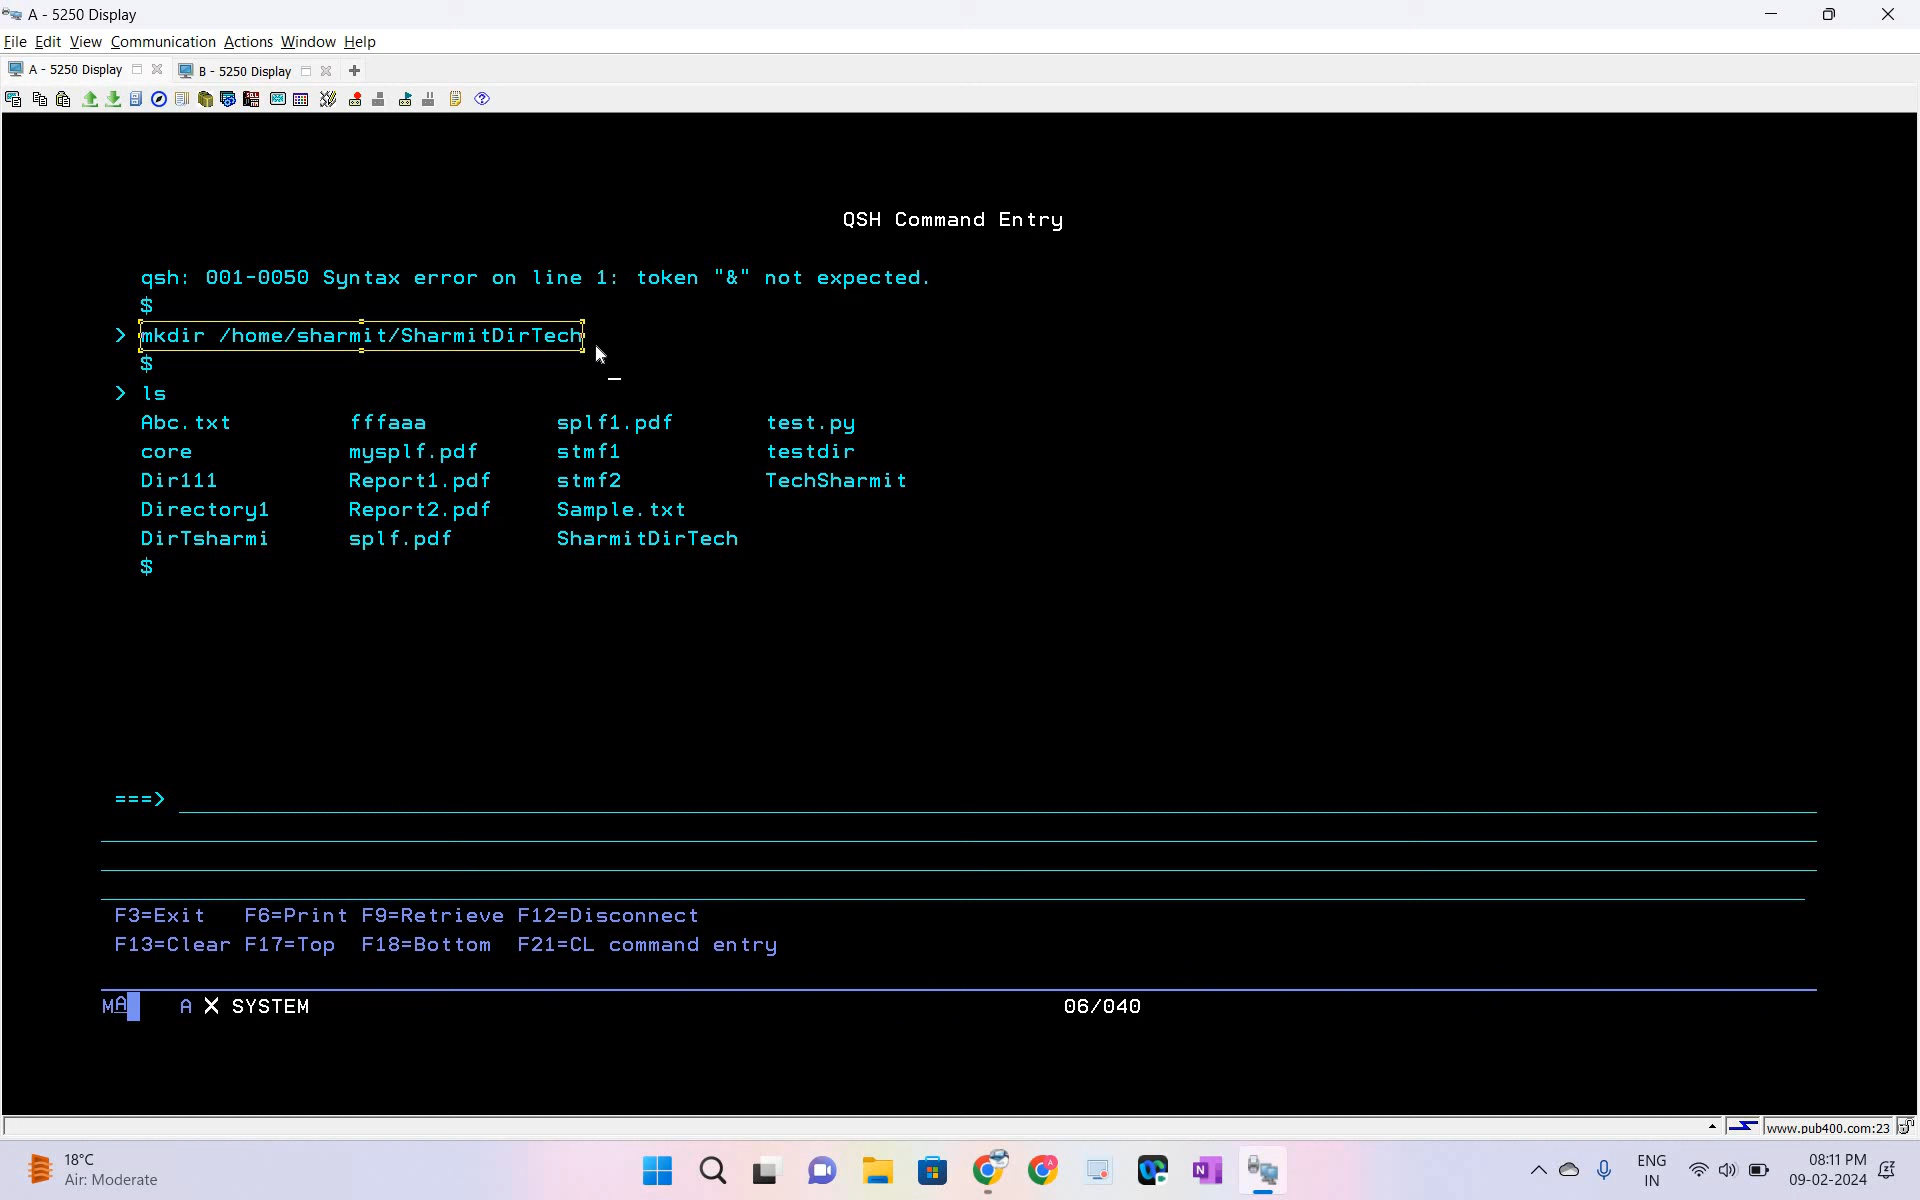 A - 5250 Display
File Edit View Communication Actions Window Help
A - 5250 Display B - 5250 Display
QSH Command Entry
qsh: 001-0050 Syntax error on line 1: token "&" not expected.
$
> mkdir /home/sharmit/SharmitDirTech
$
> ls
Abc.txt fffaaa splf1.pdf test.py
core mysplf.pdf stmf1 testdir
Dir111 Report1.pdf stmf2 TechSharmit
Directory1 Report2.pdf Sample.txt
DirTsharmi splf.pdf SharmitDirTech
$
===>
F3=Exit F6=Print F9=Retrieve F12=Disconnect
F13=Clear F17=Top F18=Bottom F21=CL command entry
MA A X SYSTEM 06/040
www.pub400.com:23
18°C
Air: Moderate
ENG
IN
08:11 PM
09-02-2024